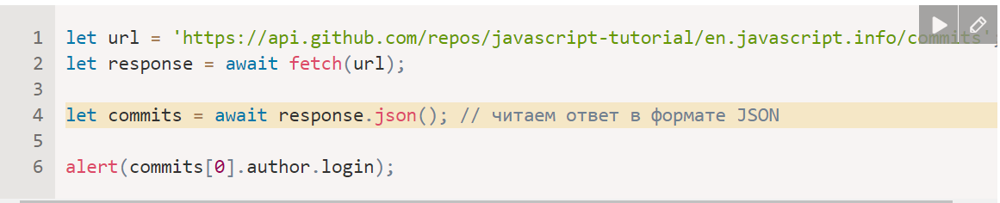 1 let url = 'https://api.github.com/repos/javascript-tutorial/en.javascript.info/commits';
2 let response = await fetch(url);
3
4 let commits = await response.json(); // читаем ответ в формате JSON
5
6 alert(commits[0].author.login);